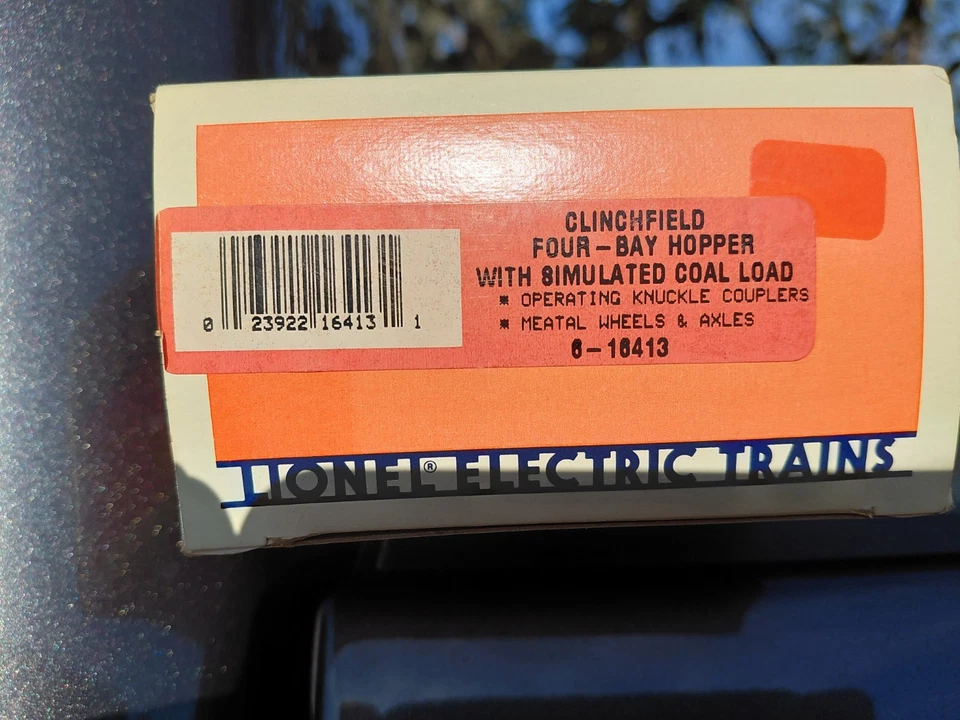 CLINCHFIELD
FOUR-BAY HOPPER
WITH SIMULATED COAL LOAD
* OPERATING KNUCKLE COUPLERS
* MEATAL WHEELS & AXLES
6-16413
0 23922 16413 1
LIONEL® ELECTRIC TRAINS